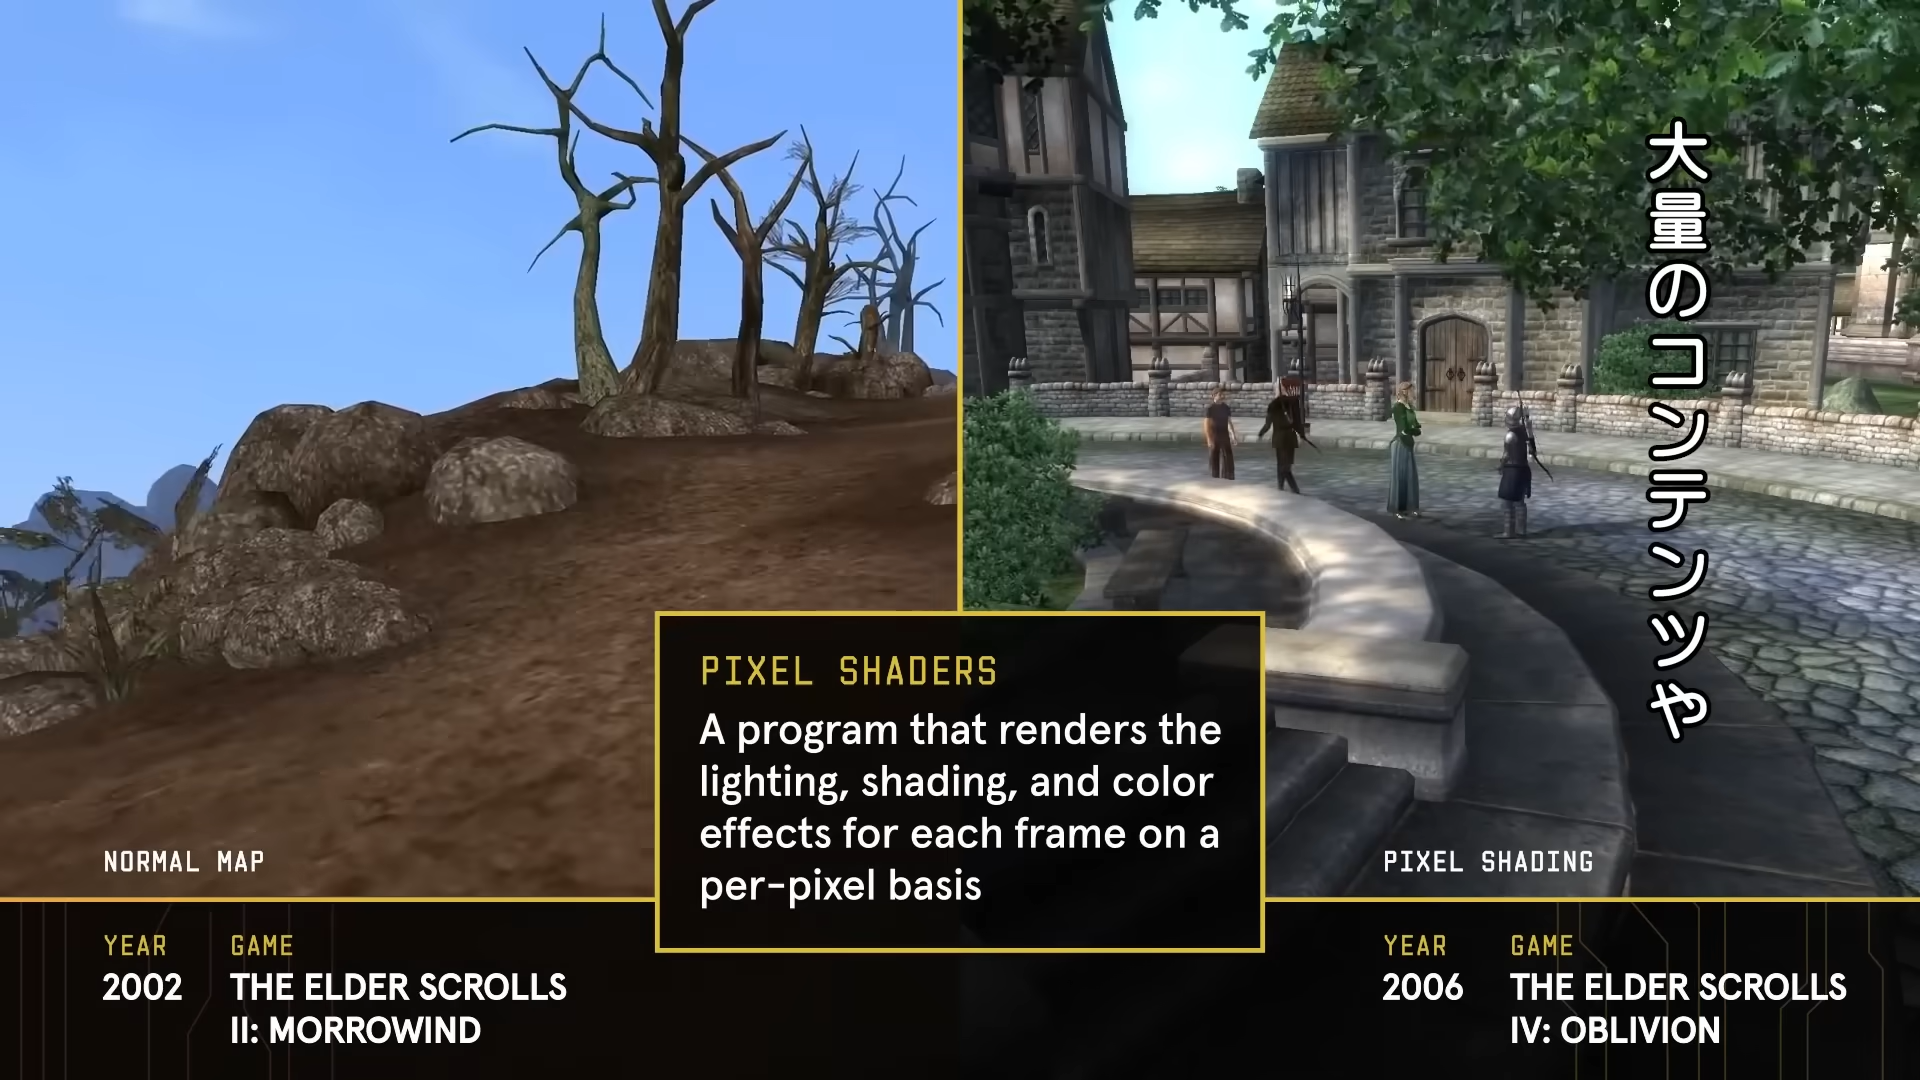 大量のコンテンツや
PIXEL SHADERS
A program that renders the
lighting, shading, and color
effects for each frame on a
per-pixel basis
NORMAL MAP
YEAR
2002
GAME
THE ELDER SCROLLS
II: MORROWIND
PIXEL SHADING
YEAR
2006
GAME
THE ELDER SCROLLS
IV: OBLIVION